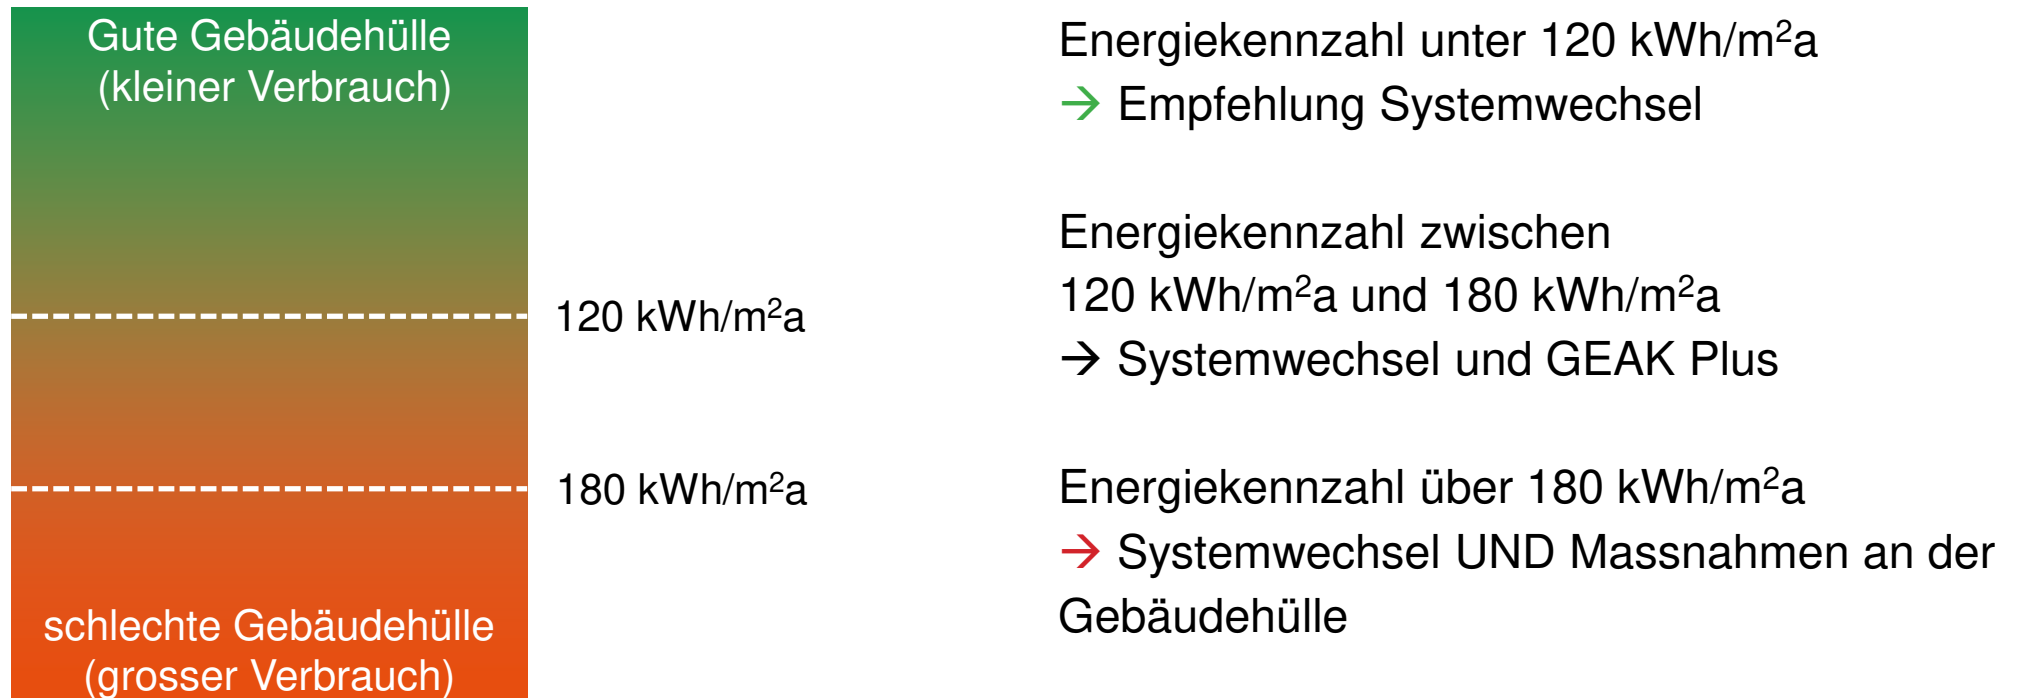 Gute Gebäudehülle
(kleiner Verbrauch)
120 kWh/m²a
180 kWh/m²a
schlechte Gebäudehülle
(grosser Verbrauch)
Energiekennzahl unter 120 kWh/m²a
→ Empfehlung Systemwechsel
Energiekennzahl zwischen
120 kWh/m²a und 180 kWh/m²a
→ Systemwechsel und GEAK Plus
Energiekennzahl über 180 kWh/m²a
→ Systemwechsel UND Massnahmen an der
Gebäudehülle